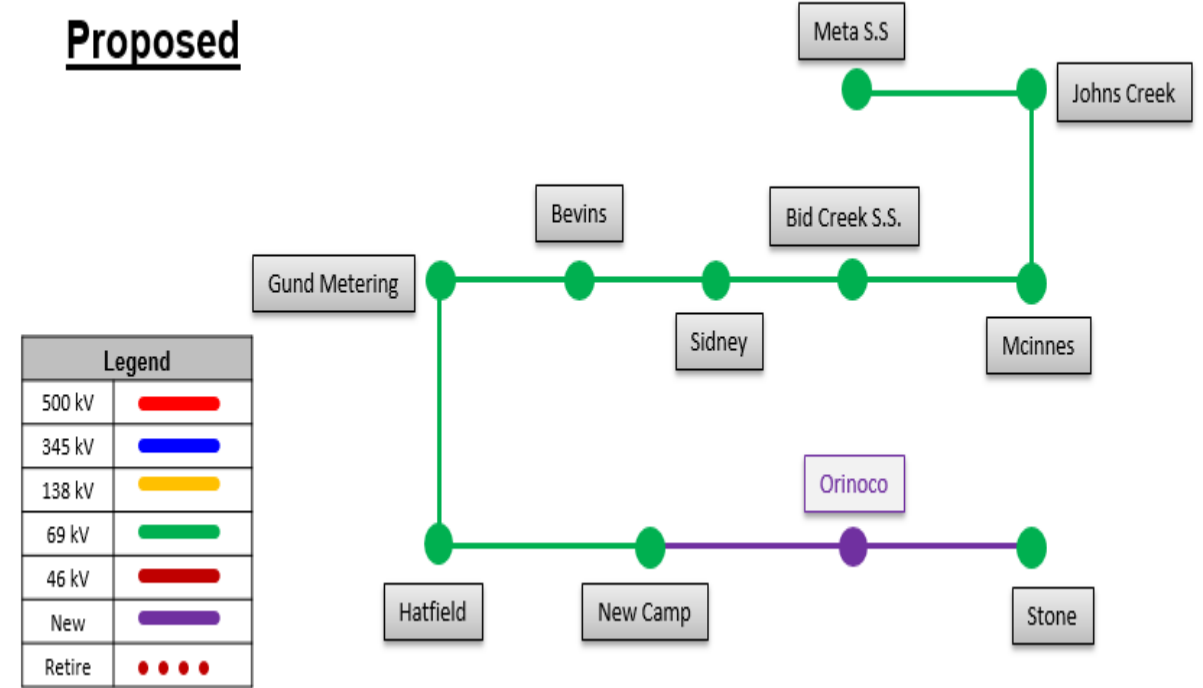 Proposed
Meta S.S
Johns Creek
Bevins
Bid Creek S.S.
Gund Metering
Sidney
Mcinnes
Legend
500 kV
345 kV
138 kV
69 kV
46 kV
New
Retire
Orinoco
Hatfield
New Camp
Stone